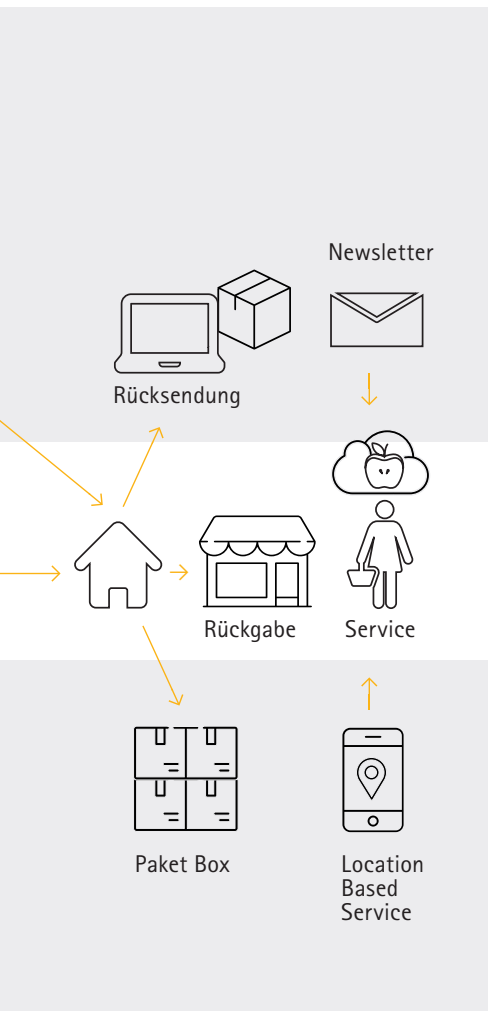 Newsletter
Rücksendung
Rückgabe
Service
Paket Box
Location
Based
Service